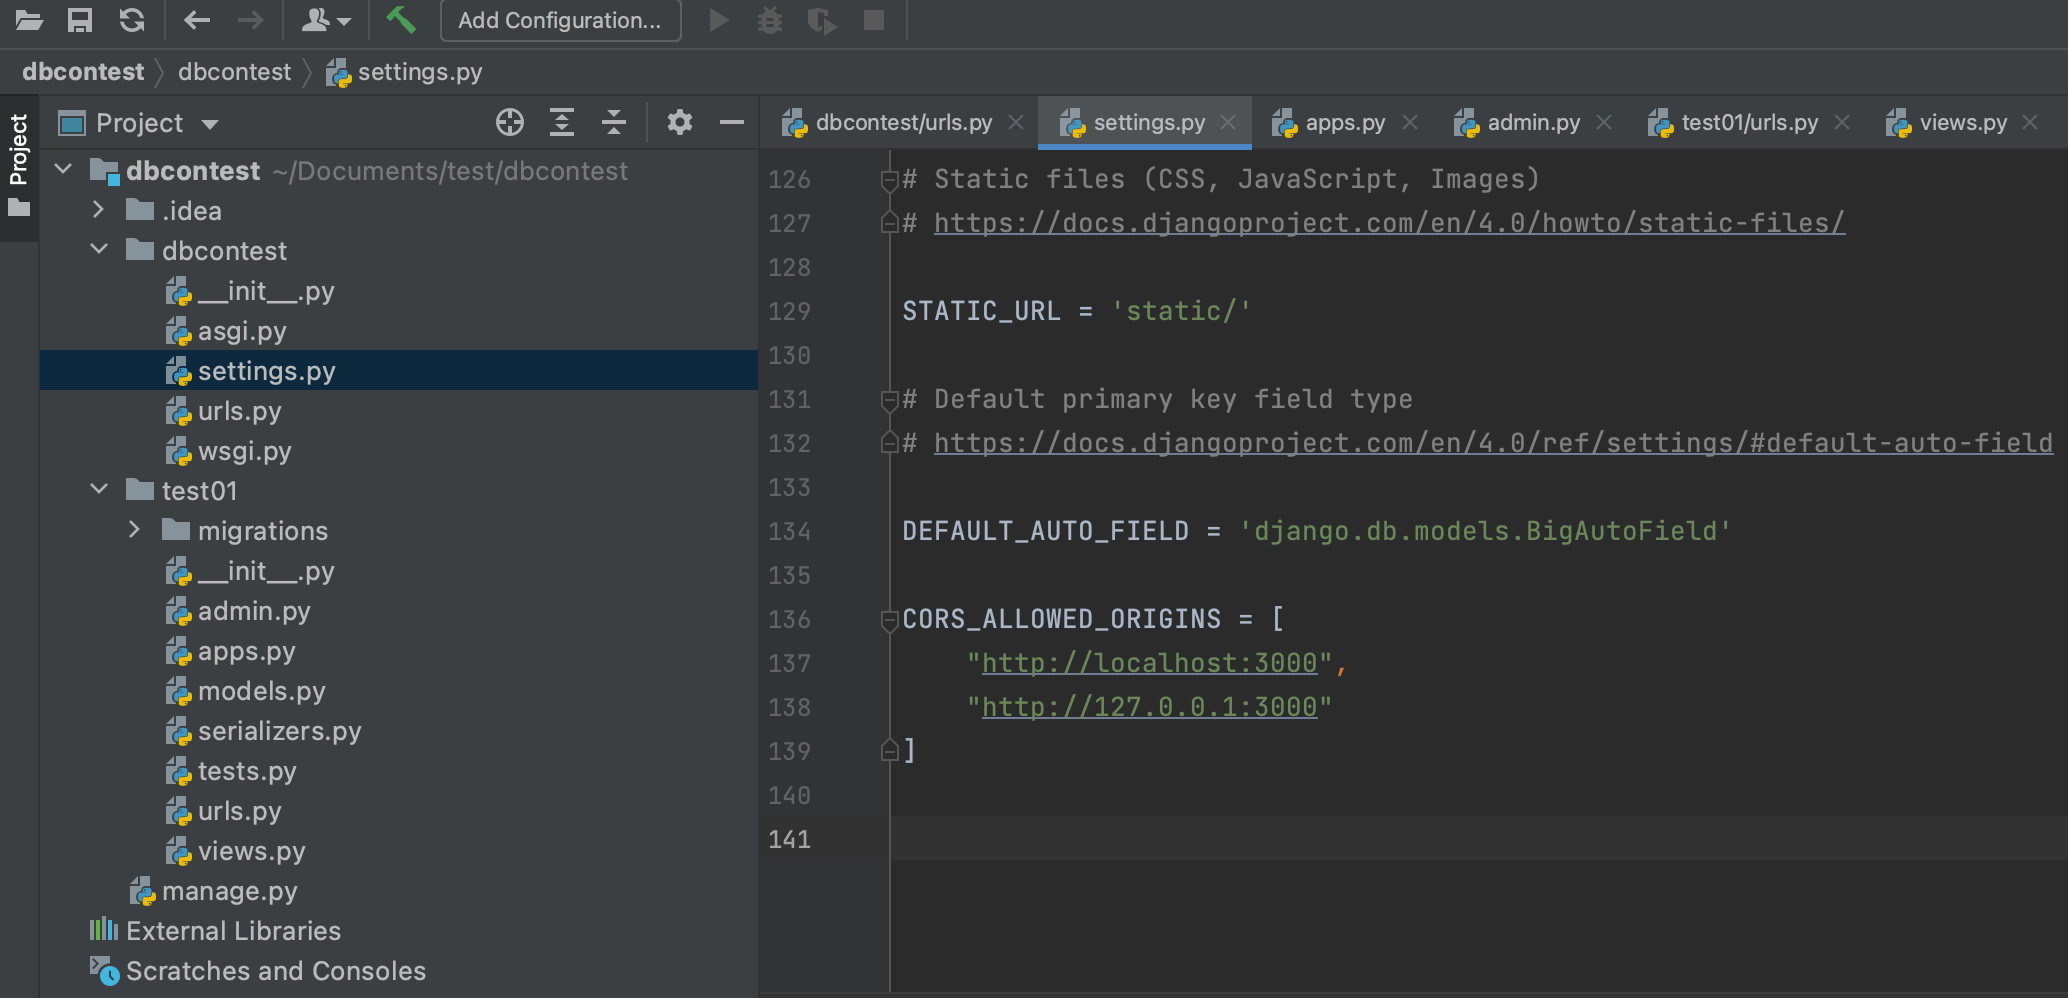 Add Configuration...
dbcontest dbcontest settings.py
Project
Project
dbcontest ~/Documents/test/dbcontest
.idea
dbcontest
__init__.py
asgi.py
settings.py
urls.py
wsgi.py
test01
migrations
__init__.py
admin.py
apps.py
models.py
serializers.py
tests.py
urls.py
views.py
manage.py
External Libraries
Scratches and Consoles
dbcontest/urls.py settings.py apps.py admin.py test01/urls.py views.py
126 # Static files (CSS, JavaScript, Images)
127 # https://docs.djangoproject.com/en/4.0/howto/static-files/
128
129 STATIC_URL = 'static/'
130
131 # Default primary key field type
132 # https://docs.djangoproject.com/en/4.0/ref/settings/#default-auto-field
133
134 DEFAULT_AUTO_FIELD = 'django.db.models.BigAutoField'
135
136 CORS_ALLOWED_ORIGINS = [
137     "http://localhost:3000",
138     "http://127.0.0.1:3000"
139 ]
140
141